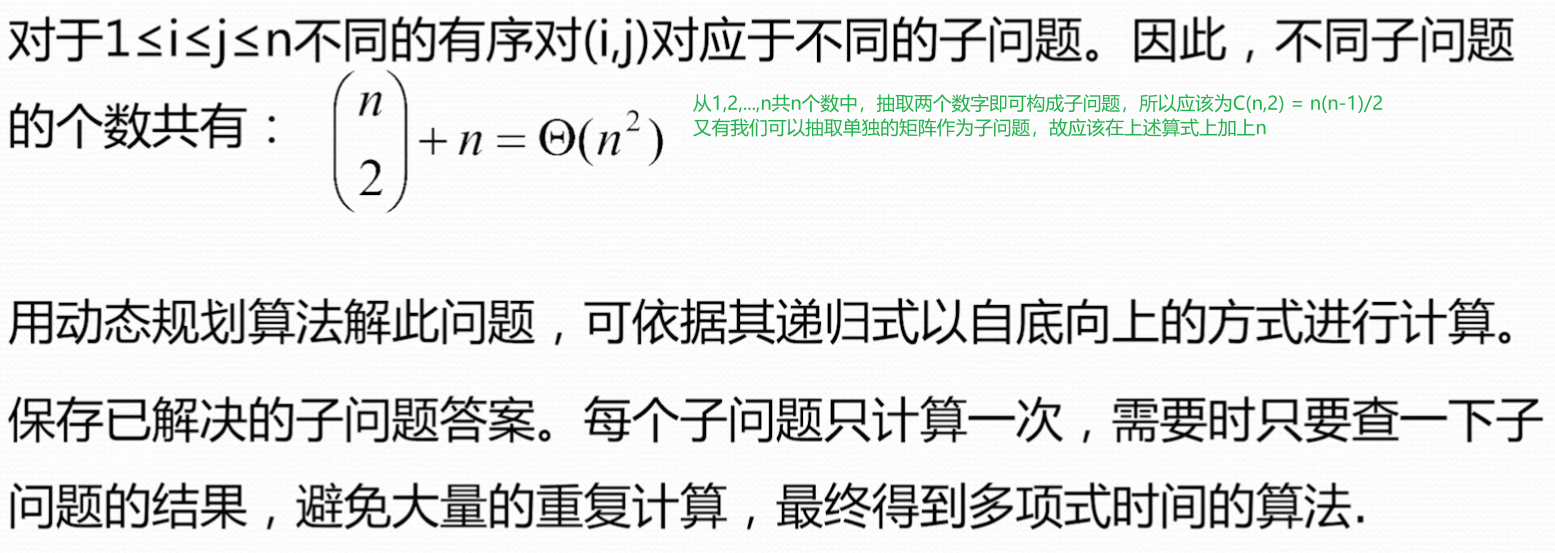 对于1≤i≤j≤n不同的有序对(i,j)对应于不同的子问题。因此，不同子问题
的个数共有： (n 2) + n = Θ(n²)
从1,2,...,n共n个数中，抽取两个数字即可构成子问题，所以应该为C(n,2) = n(n-1)/2
又有我们可以抽取单独的矩阵作为子问题，故应该在上述算式上加上n
用动态规划算法解此问题，可依据其递归式以自底向上的方式进行计算。
保存已解决的子问题答案。每个子问题只计算一次，需要时只要查一下子
问题的结果，避免大量的重复计算，最终得到多项式时间的算法.